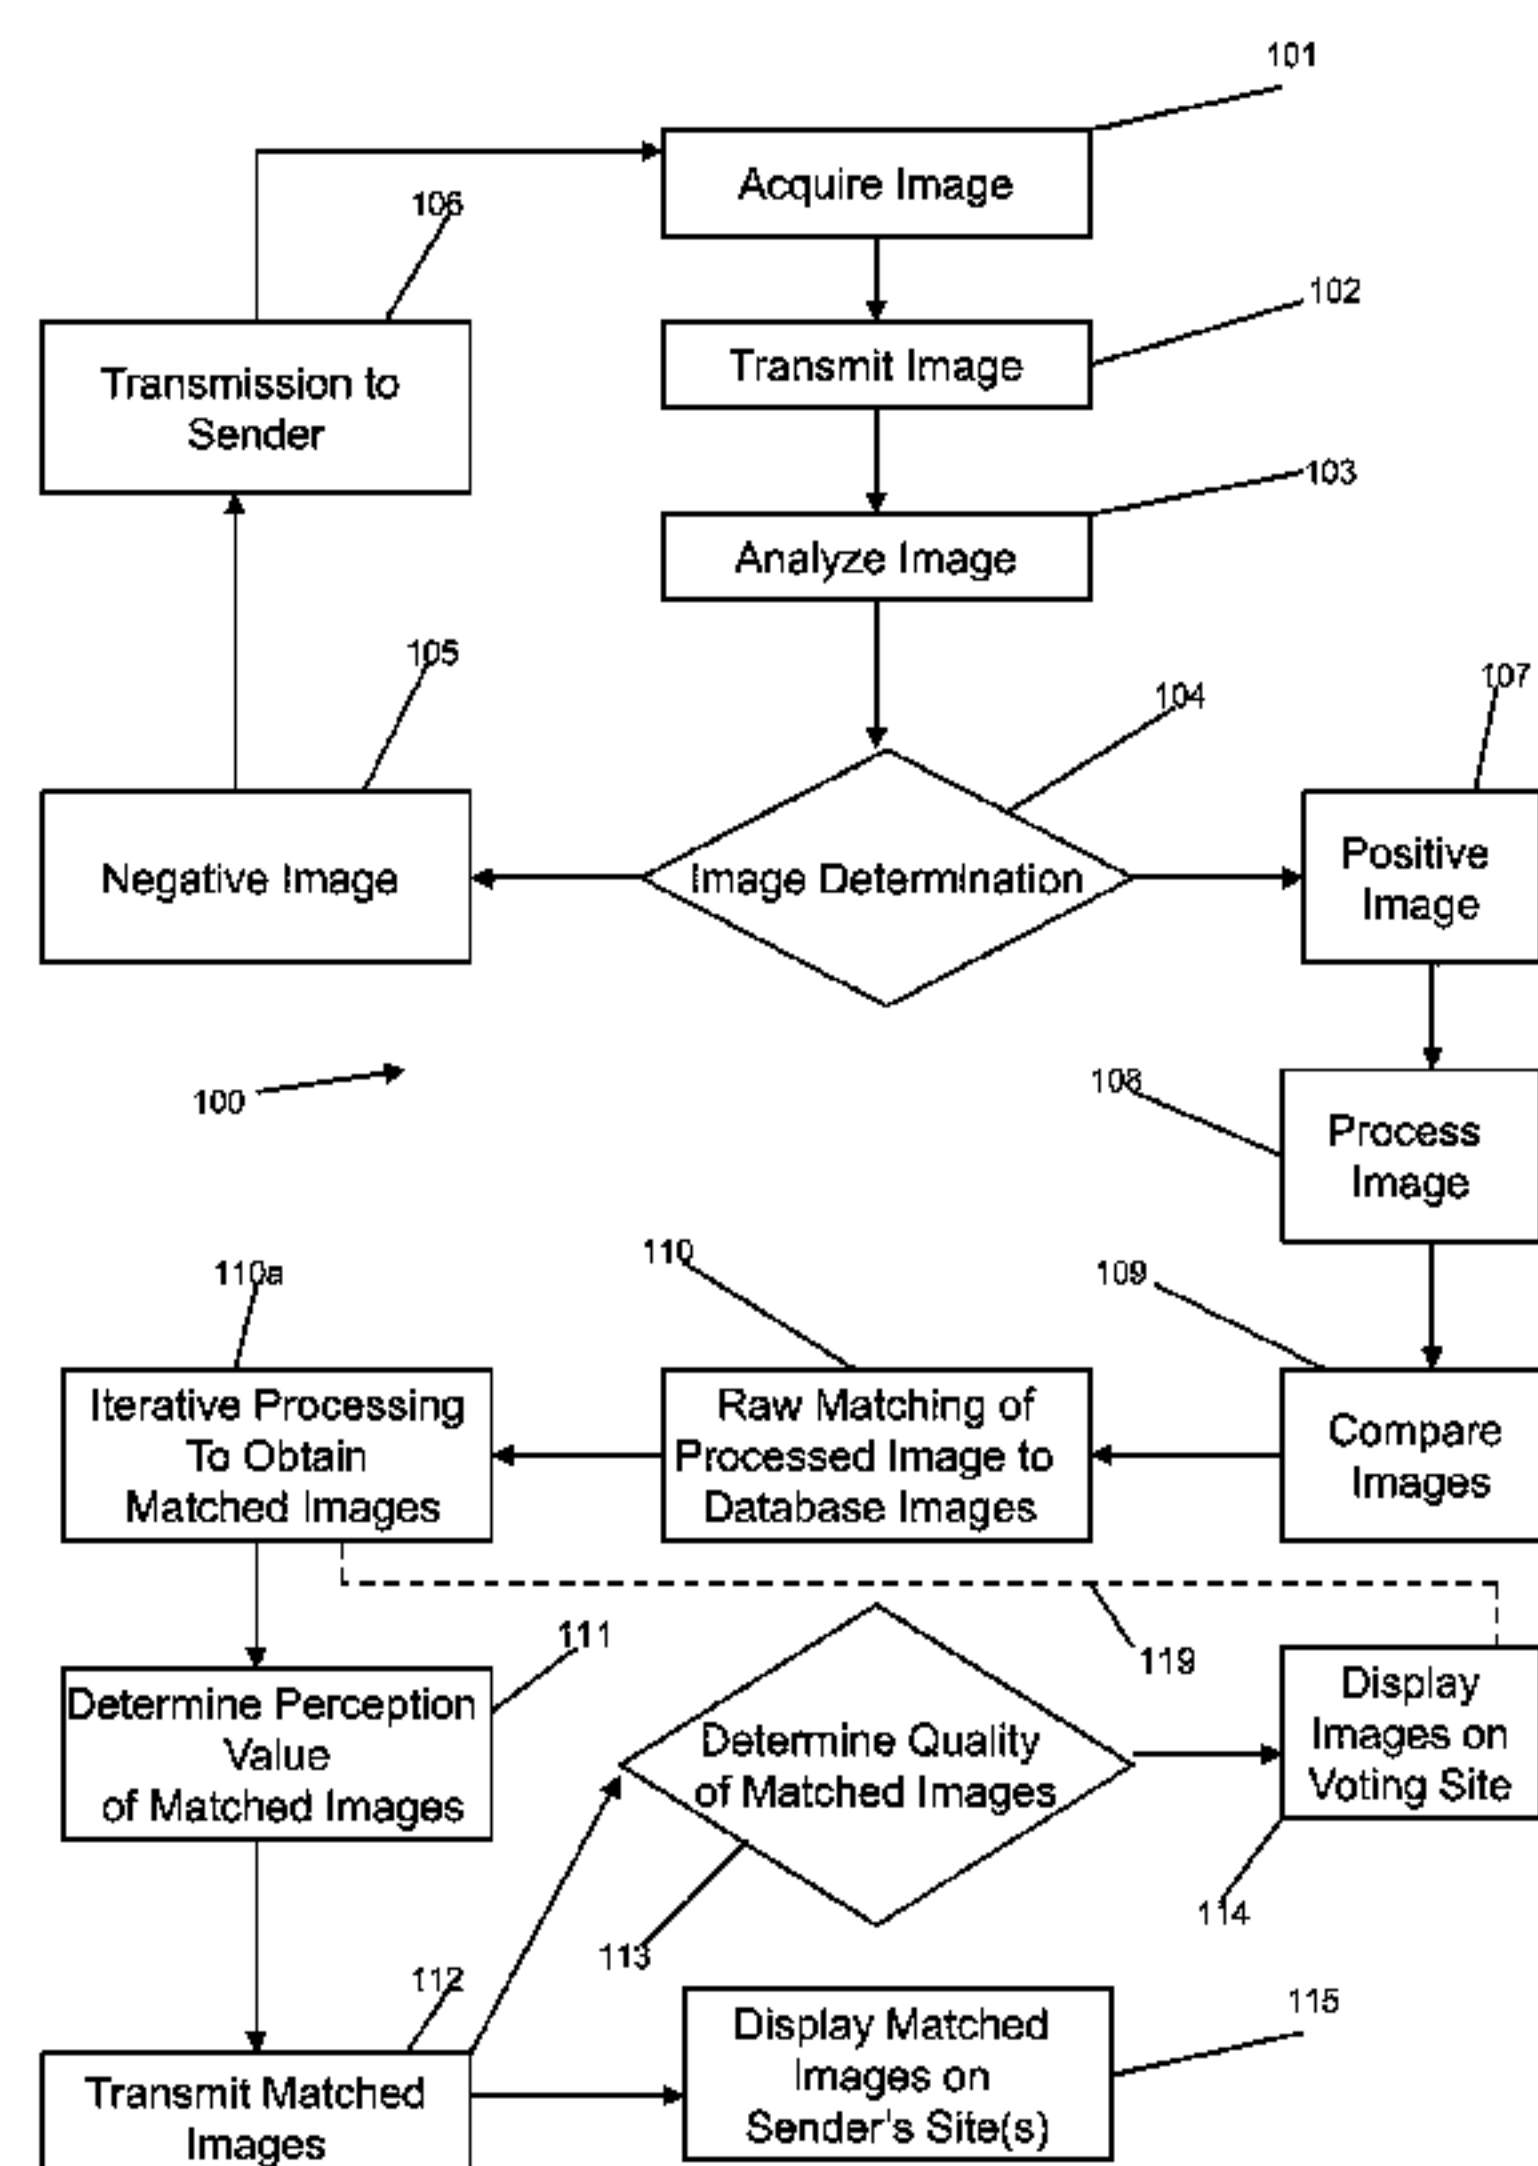 101
Acquire Image
106
102
Transmit Image
Transmission to
Sender
103
Analyze Image
105
107
104
Negative Image
Image Determination
Positive
Image
100
108
Process
Image
110a
110
109
Iterative Processing
To Obtain
Matched Images
Raw Matching of
Processed Image to
Database Images
Compare
Images
111
119
Determine Perception
Value
of Matched Images
Determine Quality
of Matched Images
Display
Images on
Voting Site
114
113
112
115
Transmit Matched
Images
Display Matched
Images on
Sender's Site(s)